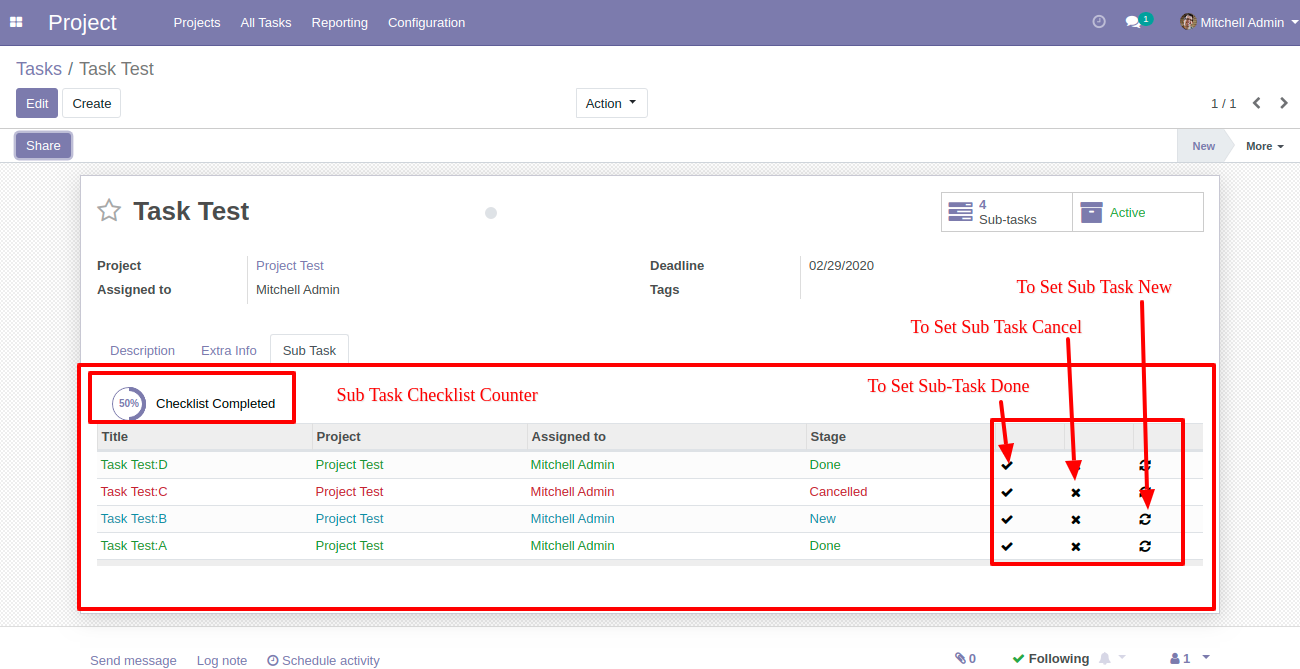 Project Projects All Tasks Reporting Configuration 1 Mitchell Admin
Tasks / Task Test
Edit Create Action 1 / 1
Share New More
Task Test 4 Sub-tasks Active
Project Project Test Deadline 02/29/2020
Assigned to Mitchell Admin Tags
To Set Sub Task New
To Set Sub Task Cancel
Description Extra Info Sub Task
To Set Sub-Task Done
Sub Task Checklist Counter
50% Checklist Completed
Title Project Assigned to Stage
Task Test:D Project Test Mitchell Admin Done
Task Test:C Project Test Mitchell Admin Cancelled
Task Test:B Project Test Mitchell Admin New
Task Test:A Project Test Mitchell Admin Done
Send message Log note Schedule activity 0 Following 1